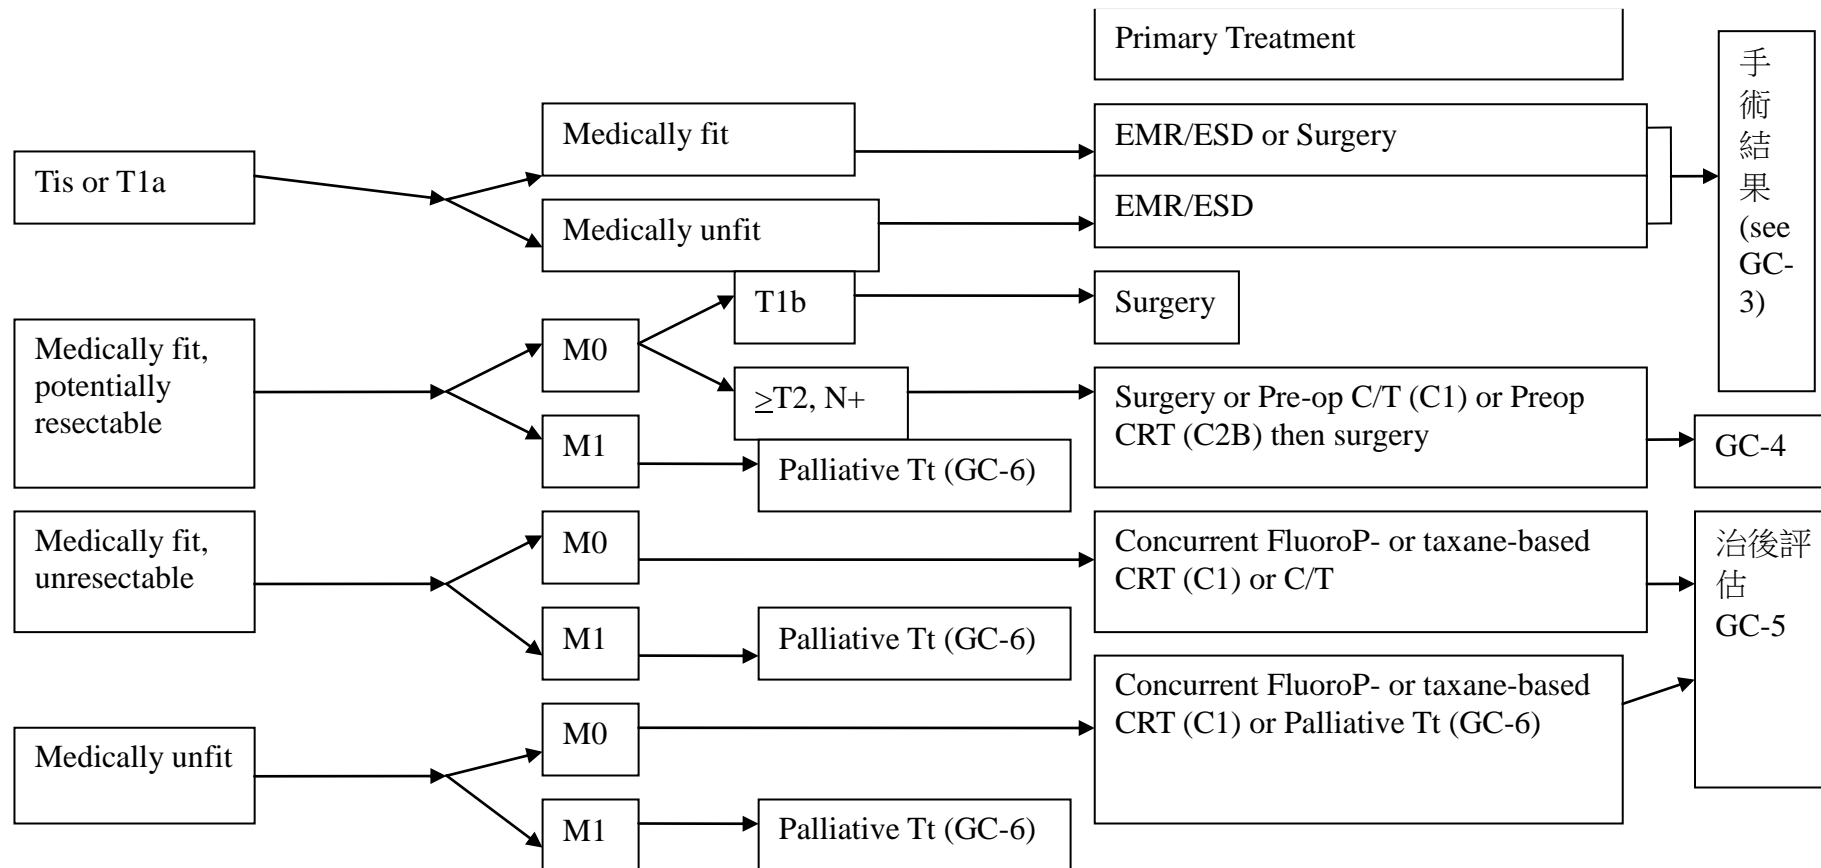 Primary Treatment
手
術
結
果
(see
GC-
3)
Tis or T1a
Medically fit
EMR/ESD or Surgery
Medically unfit
EMR/ESD
Medically fit,
potentially
resectable
M0
T1b
Surgery
≥T2, N+
Surgery or Pre-op C/T (C1) or Preop
CRT (C2B) then surgery
GC-4
M1
Palliative Tt (GC-6)
Medically fit,
unresectable
M0
Concurrent FluoroP- or taxane-based
CRT (C1) or C/T
治後評
估
GC-5
M1
Palliative Tt (GC-6)
Medically unfit
M0
Concurrent FluoroP- or taxane-based
CRT (C1) or Palliative Tt (GC-6)
M1
Palliative Tt (GC-6)